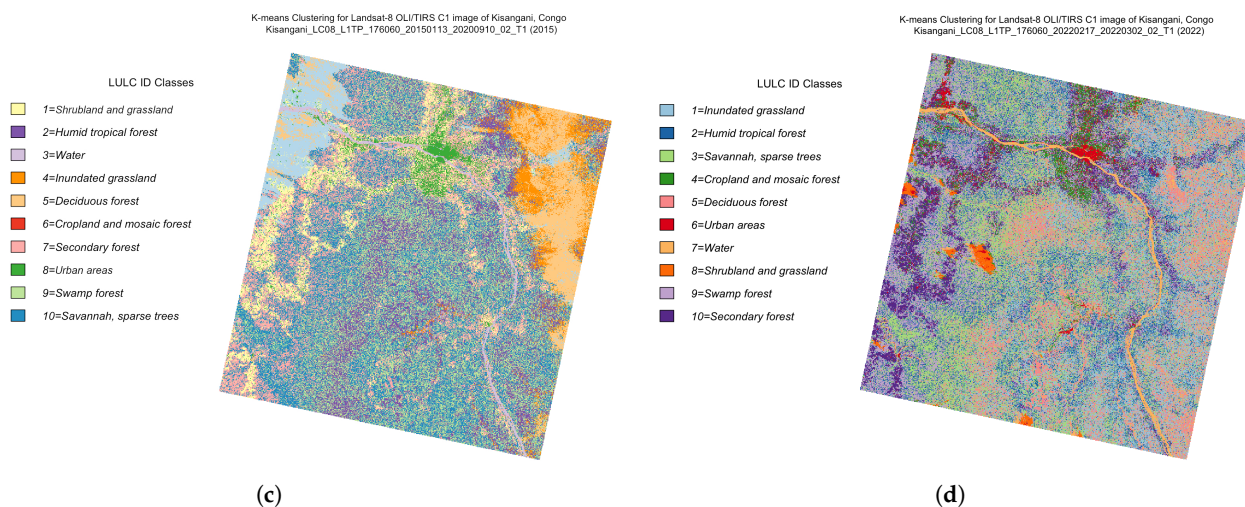 K-means Clustering for Landsat-8 OLI/TIRS C1 image of Kisangani, Congo
Kisangani_LC08_L1TP_176060_20150113_20200910_02_T1 (2015)
LULC ID Classes
1=Shrubland and grassland
2=Humid tropical forest
3=Water
4=Inundated grassland
5=Deciduous forest
6=Cropland and mosaic forest
7=Secondary forest
8=Urban areas
9=Swamp forest
10=Savannah, sparse trees
(c)
K-means Clustering for Landsat-8 OLI/TIRS C1 image of Kisangani, Congo
Kisangani_LC08_L1TP_176060_20220217_20220302_02_T1 (2022)
LULC ID Classes
1=Inundated grassland
2=Humid tropical forest
3=Savannah, sparse trees
4=Cropland and mosaic forest
5=Deciduous forest
6=Urban areas
7=Water
8=Shrubland and grassland
9=Swamp forest
10=Secondary forest
(d)